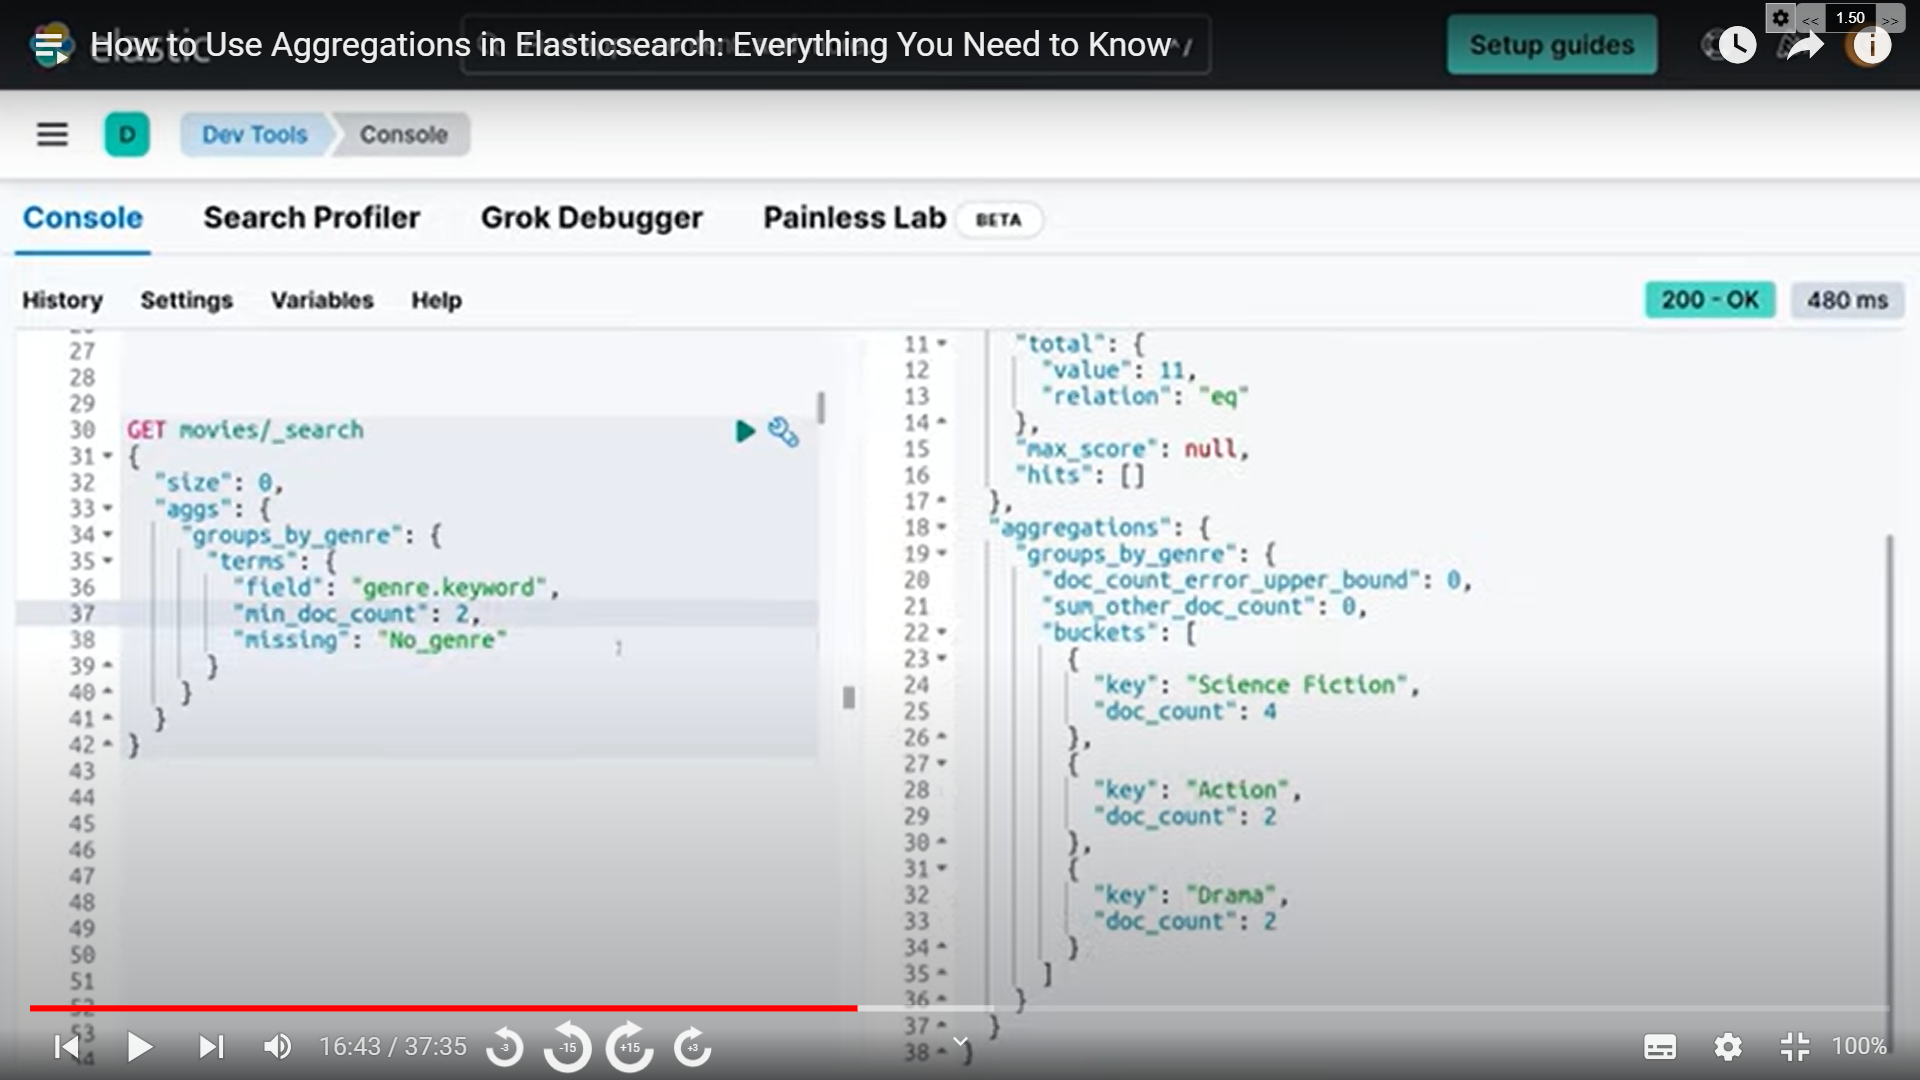 How to Use Aggregations in Elasticsearch: Everything You Need to Know
Setup guides
<< 1.50 >>
D Dev Tools Console
Console Search Profiler Grok Debugger Painless Lab BETA
History Settings Variables Help
200 - OK 480 ms
27
28
29
30 GET movies/_search
31 {
32 "size": 0,
33 "aggs": {
34 "groups_by_genre": {
35 "terms": {
36 "field": "genre.keyword",
37 "min_doc_count": 2,
38 "missing": "No_genre"
39 }
40 }
41 }
42 }
43
44
45
46
47
48
49
50
51
52
53
11 "total": {
12 "value": 11,
13 "relation": "eq"
14 },
15 "max_score": null,
16 "hits": []
17 },
18 "aggregations": {
19 "groups_by_genre": {
20 "doc_count_error_upper_bound": 0,
21 "sum_other_doc_count": 0,
22 "buckets": [
23 {
24 "key": "Science Fiction",
25 "doc_count": 4
26 },
27 {
28 "key": "Action",
29 "doc_count": 2
30 },
31 {
32 "key": "Drama",
33 "doc_count": 2
34 }
35 ]
36 }
37 }
38 }
16:43 / 37:35
-3 -15 +15 +3
100%